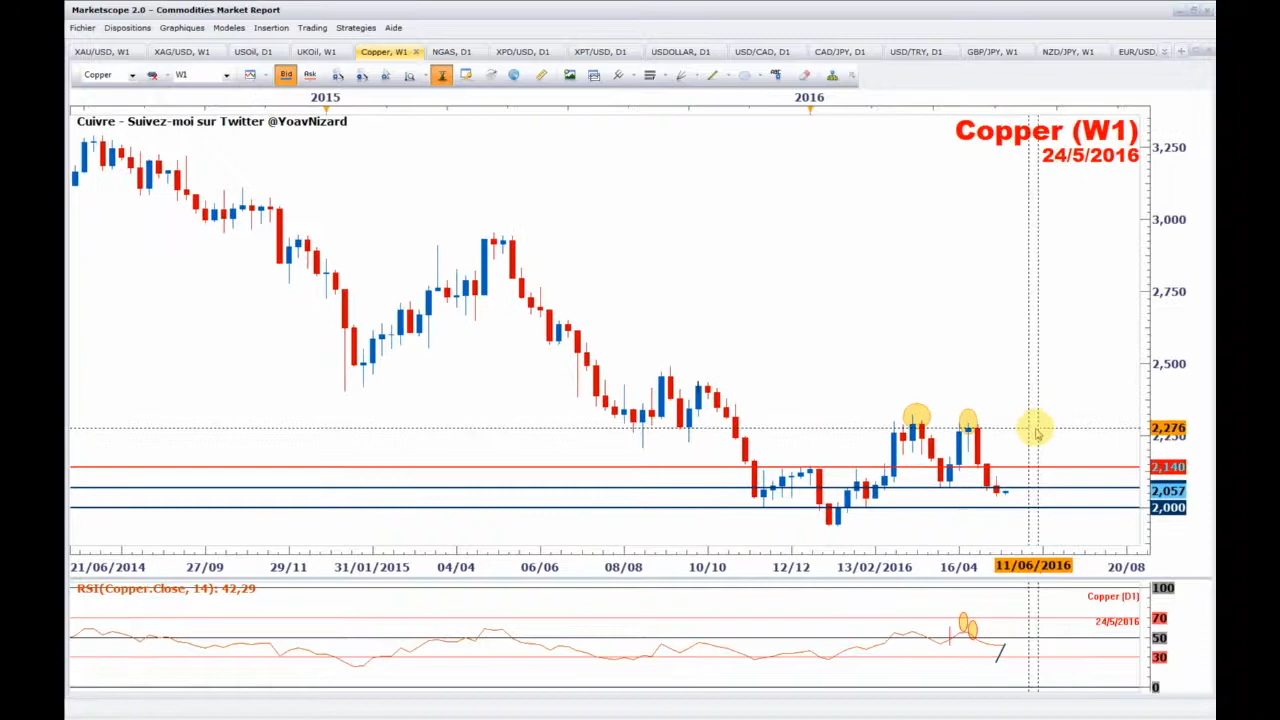 Marketscope 2.0 – Commodities Market Report
Fichier Dispositions Graphiques Modeles Insertion Trading Strategies Aide
XAU/USD, W1 XAG/USD, W1 USOil, D1 UKOil, W1 Copper, W1 NGAS, D1 XPD/USD, D1 XPT/USD, D1 USDOLLAR, D1 USD/CAD, D1 CAD/JPY, D1 USD/TRY, D1 GBP/JPY, W1 NZD/JPY, W1 EUR/USD,
Copper W1 Bid Ask
2015 2016
Cuivre - Suivez-moi sur Twitter @YoavNizard
Copper (W1)
24/5/2016
3,250
3,000
2,750
2,500
2,276
2,250
2,140
2,057
2,000
21/06/2014 27/09 29/11 31/01/2015 04/04 06/06 08/08 10/10 12/12 13/02/2016 16/04 11/06/2016 20/08
RSI(Copper.Close, 14): 42,29
Copper (D1)
24/5/2016
100
70
50
30
0